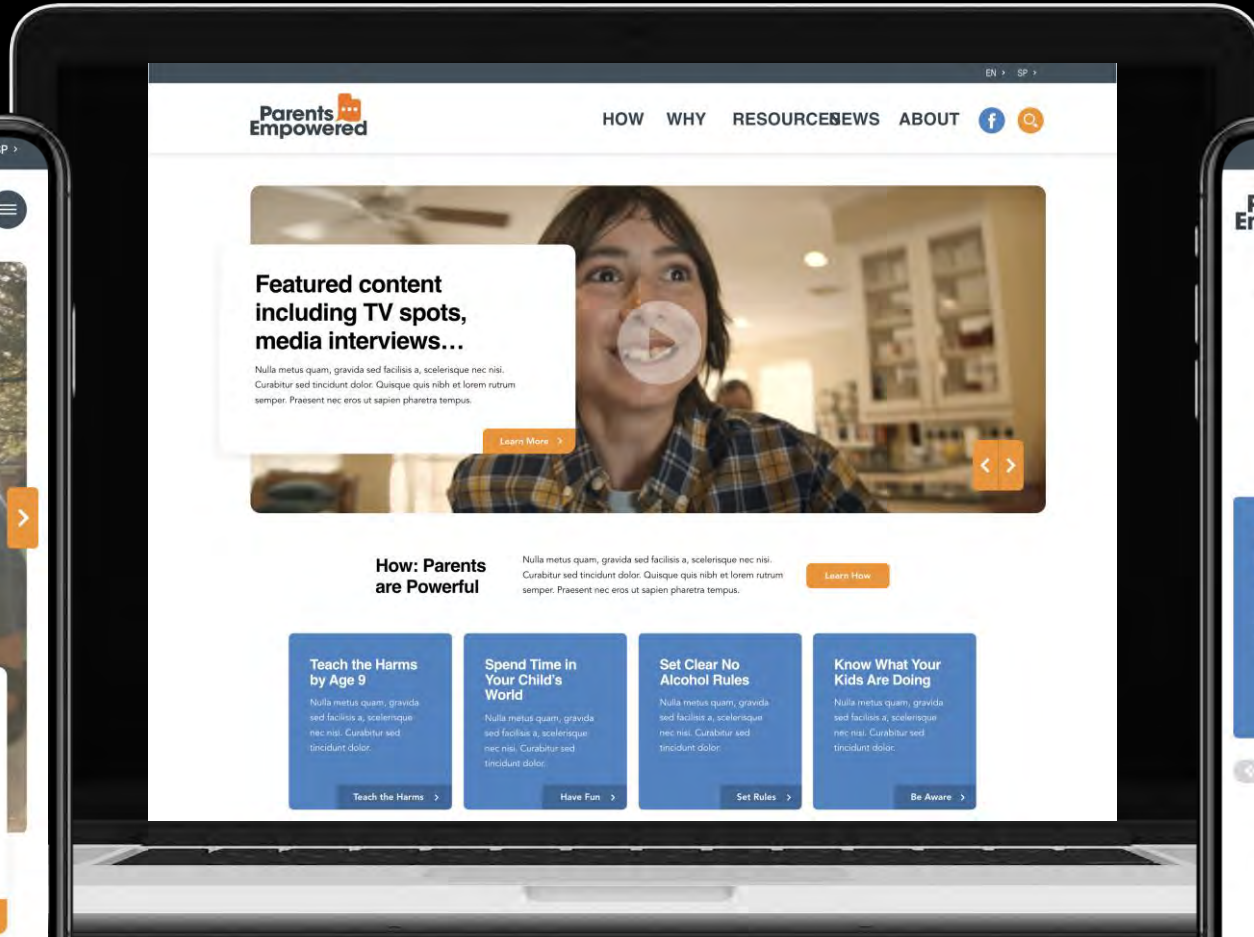 EN > SP >
SP >
Parents
Empowered
HOW WHY RESOURCES NEWS ABOUT
Featured content
including TV spots,
media interviews…
Nulla metus quam, gravida sed facilisis a, scelerisque nec nisi.
Curabitur sed tincidunt dolor. Quisque quis nibh et lorem rutrum
semper. Praesent nec eros ut sapien pharetra tempus.
Learn More >
How: Parents
are Powerful
Nulla metus quam, gravida sed facilisis a, scelerisque nec nisi.
Curabitur sed tincidunt dolor. Quisque quis nibh et lorem rutrum
semper. Praesent nec eros ut sapien pharetra tempus.
Learn How
Teach the Harms
by Age 9
Nulla metus quam, gravida
sed facilisis a, scelerisque
nec nisi. Curabitur sed
tincidunt dolor.
Teach the Harms >
Spend Time in
Your Child's
World
Nulla metus quam, gravida
sed facilisis a, scelerisque
nec nisi. Curabitur sed
tincidunt dolor.
Have Fun >
Set Clear No
Alcohol Rules
Nulla metus quam, gravida
sed facilisis a, scelerisque
nec nisi. Curabitur sed
tincidunt dolor.
Set Rules >
Know What Your
Kids Are Doing
Nulla metus quam, gravida
sed facilisis a, scelerisque
nec nisi. Curabitur sed
tincidunt dolor.
Be Aware >